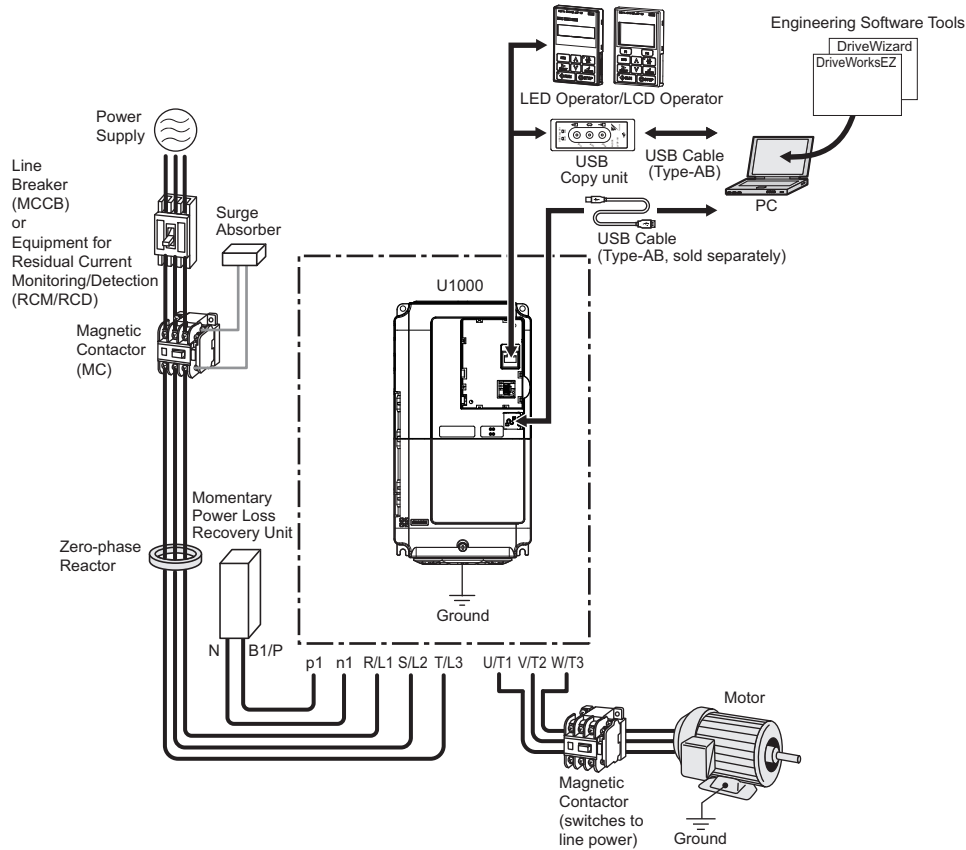 Engineering Software Tools
DriveWizard
DriveWorksEZ
LED Operator/LCD Operator
Power
Supply
USB
Copy unit
USB Cable
(Type-AB)
PC
Line
Breaker
(MCCB)
or
Equipment for
Residual Current
Monitoring/Detection
(RCM/RCD)
Surge
Absorber
USB Cable
(Type-AB, sold separately)
U1000
Magnetic
Contactor
(MC)
Momentary
Power Loss
Recovery Unit
Zero-phase
Reactor
Ground
N B1/P
p1 n1 R/L1 S/L2 T/L3 U/T1 V/T2 W/T3
Motor
Magnetic
Contactor
(switches to
line power)
Ground